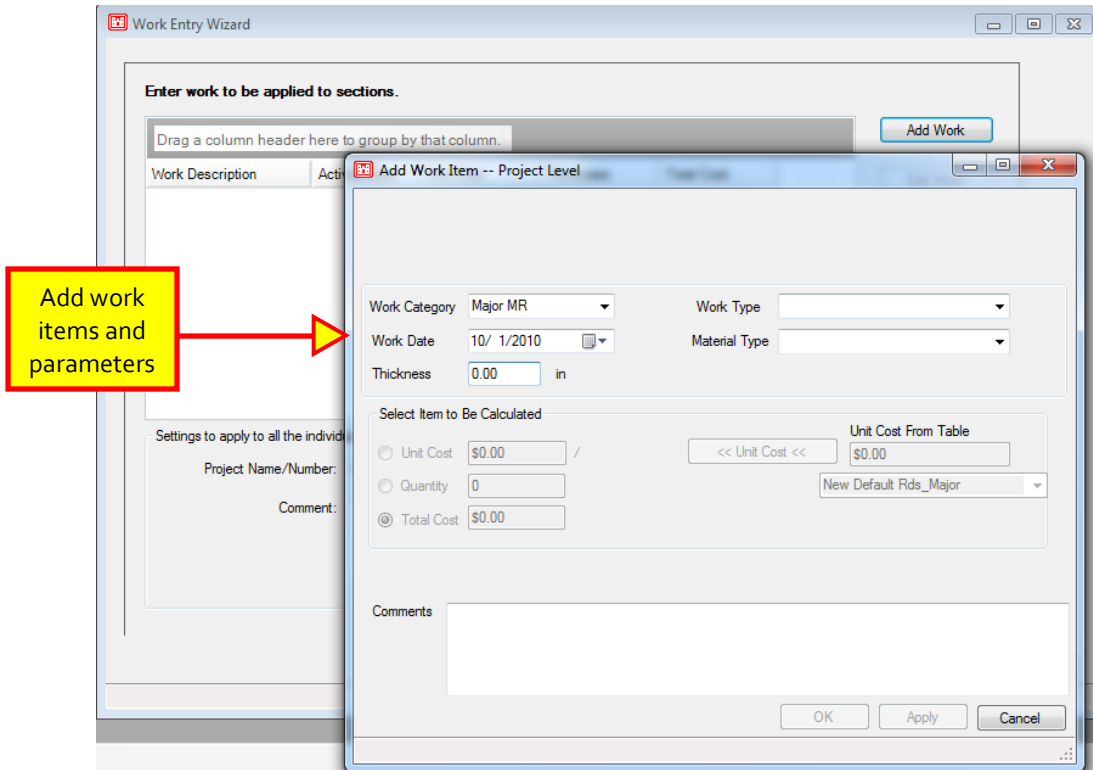 Work Entry Wizard
Enter work to be applied to sections.
Drag a column header here to group by that column.
Add Work
Work Description
Acti
Add Work Item -- Project Level
Total Cost
Add work
items and
parameters
Work Category
Major MR
Work Type
Work Date
10/ 1/2010
Material Type
Thickness
0.00
in
Select Item to Be Calculated
Unit Cost From Table
Unit Cost
$0.00
/
<< Unit Cost <<
$0.00
Quantity
0
New Default Rds_Major
Total Cost
$0.00
Settings to apply to all the individ
Project Name/Number:
Comment:
Comments
OK
Apply
Cancel